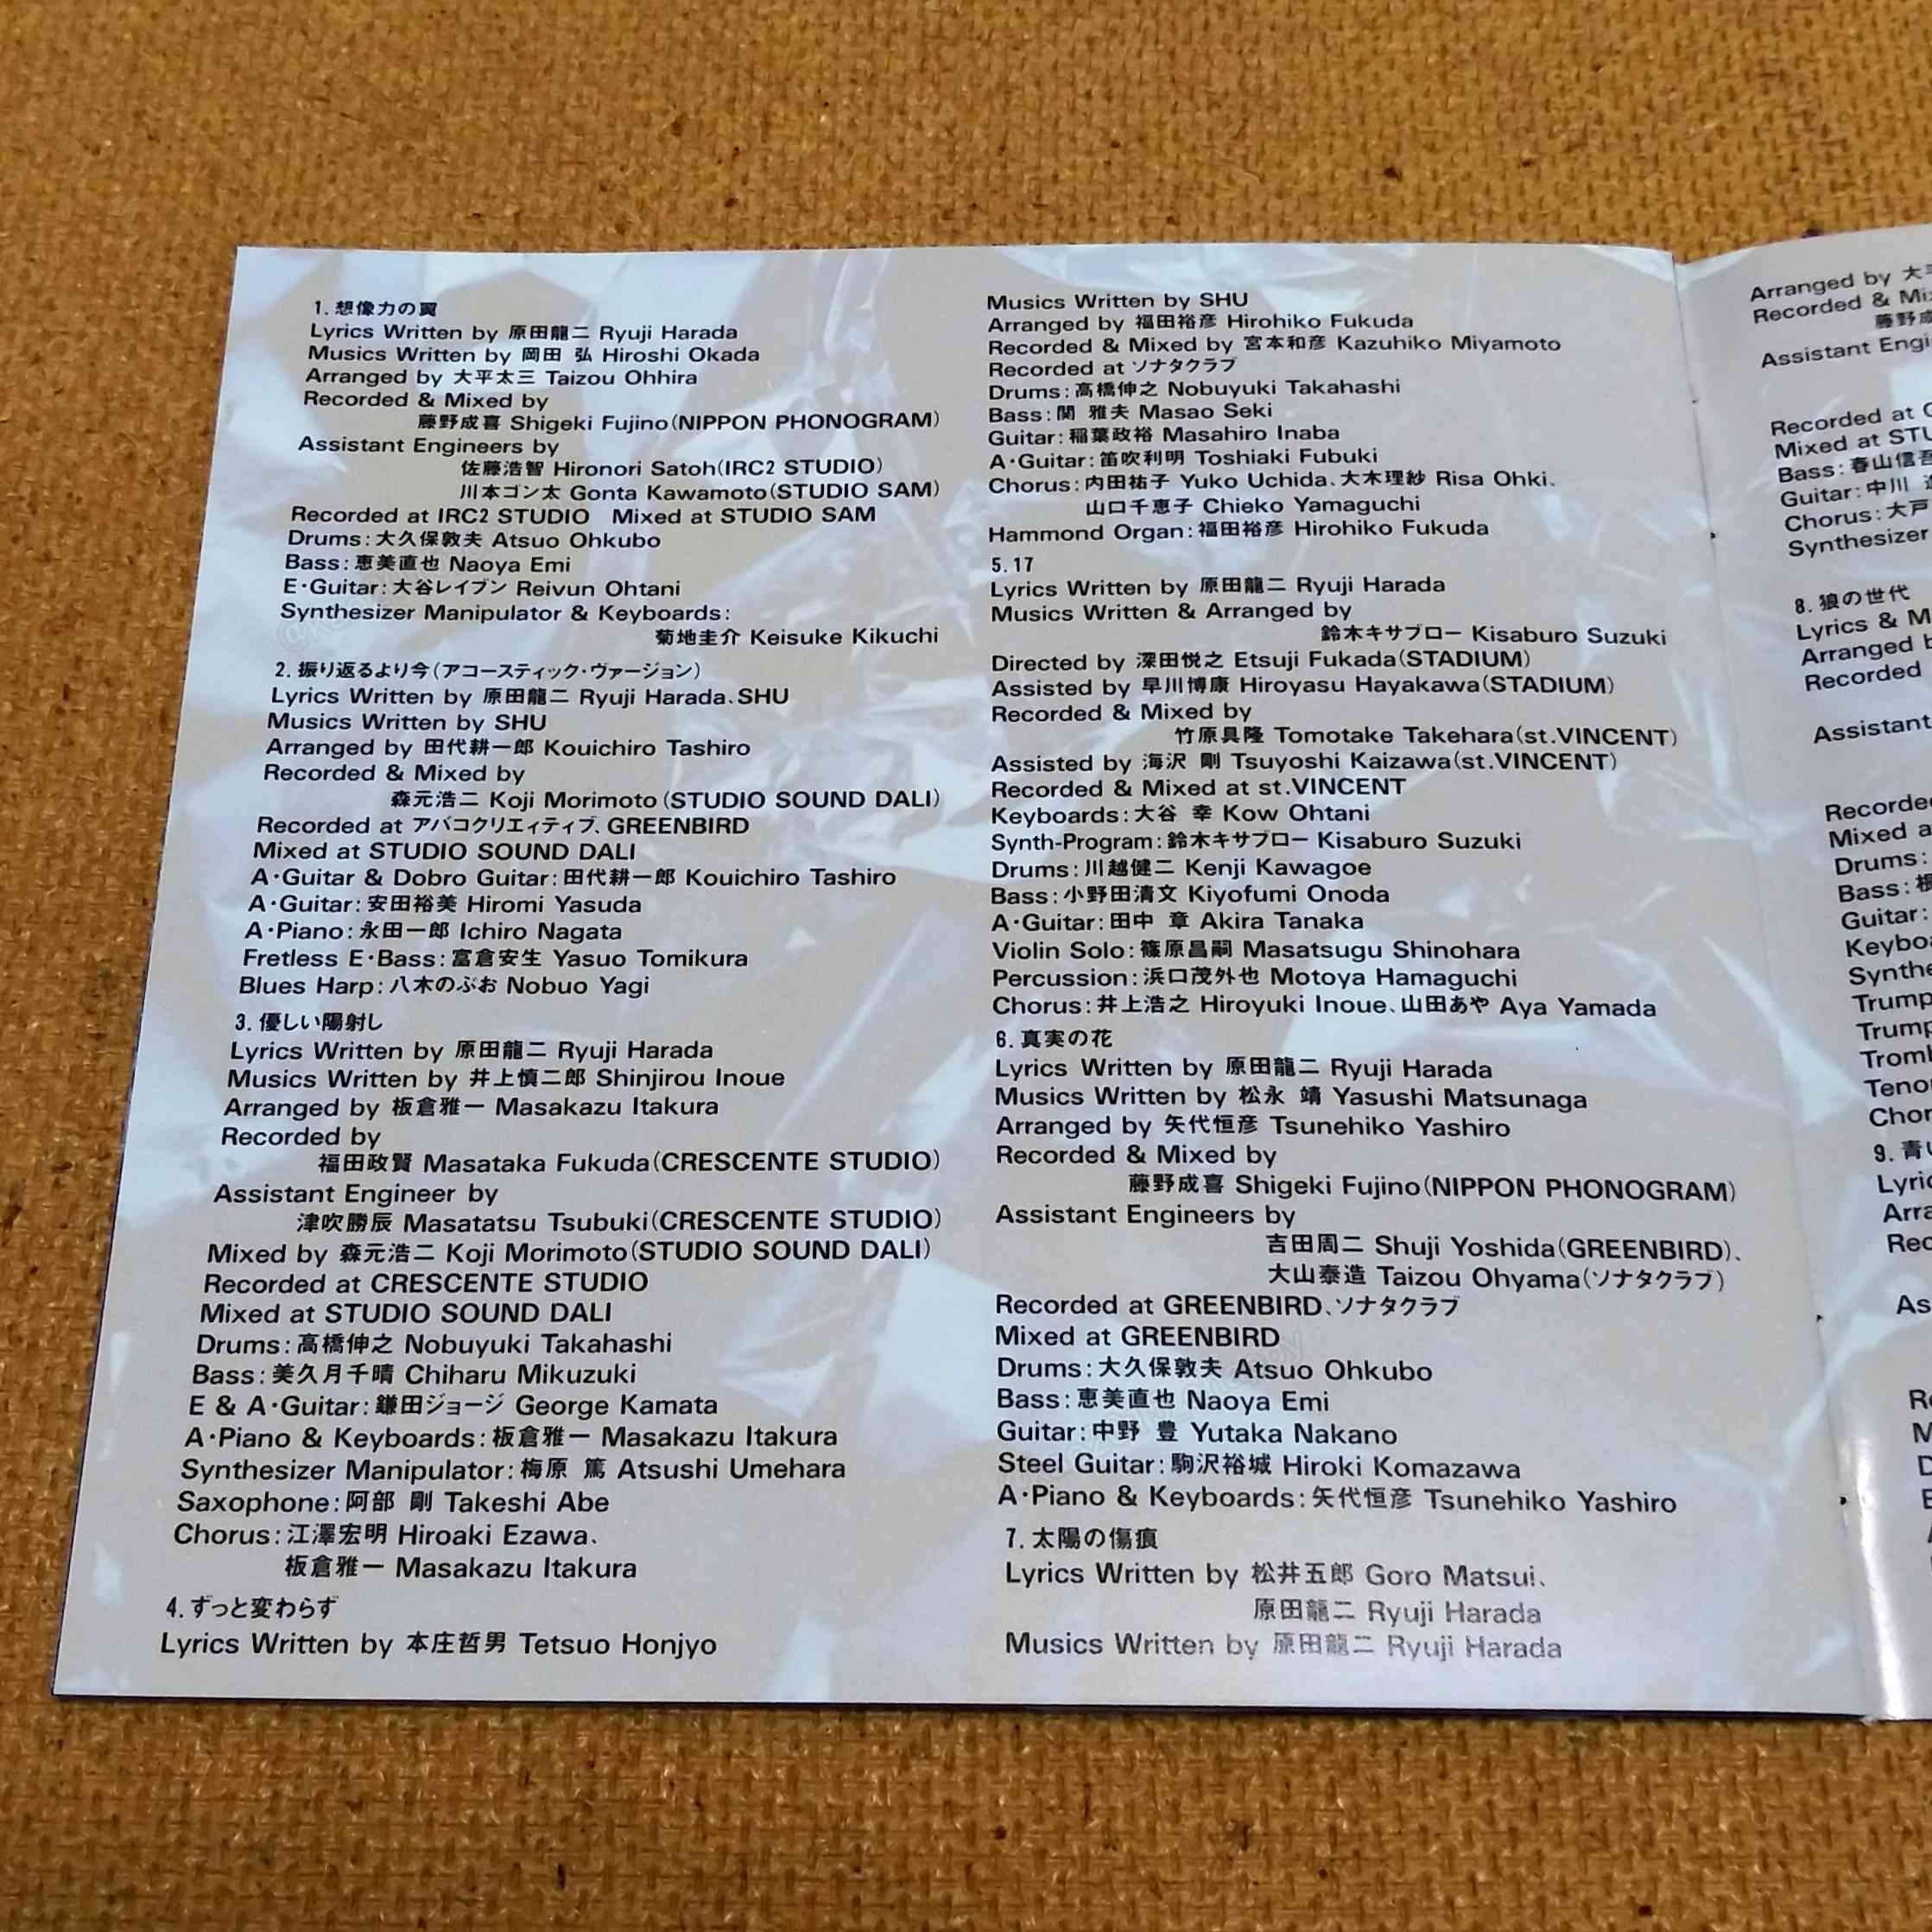 1.想像力の翼
Lyrics Written by 原田龍二 Ryuji Harada
Musics Written by 岡田 弘 Hiroshi Okada
Arranged by 大平太三 Taizou Ohhira
Recorded & Mixed by
藤野成喜 Shigeki Fujino(NIPPON PHONOGRAM)
Assistant Engineers by
佐藤浩智 Hironori Satoh(IRC2 STUDIO)
川本ゴン太 Gonta Kawamoto(STUDIO SAM)
Recorded at IRC2 STUDIO Mixed at STUDIO SAM
Drums:大久保敦夫 Atsuo Ohkubo
Bass:恵美直也 Naoya Emi
E·Guitar:大谷レイブン Reivun Ohtani
Synthesizer Manipulator & Keyboards:
菊地圭介 Keisuke Kikuchi
2.振り返るより今(アコースティック・ヴァージョン)
Lyrics Written by 原田龍二 Ryuji Harada、SHU
Musics Written by SHU
Arranged by 田代耕一郎 Kouichiro Tashiro
Recorded & Mixed by
森元浩二 Koji Morimoto(STUDIO SOUND DALI)
Recorded at アバコクリエィティブ、GREENBIRD
Mixed at STUDIO SOUND DALI
A·Guitar & Dobro Guitar:田代耕一郎 Kouichiro Tashiro
A·Guitar:安田裕美 Hiromi Yasuda
A·Piano:永田一郎 Ichiro Nagata
Fretless E·Bass:富倉安生 Yasuo Tomikura
Blues Harp:八木のぶお Nobuo Yagi
3.優しい陽射し
Lyrics Written by 原田龍二 Ryuji Harada
Musics Written by 井上慎二郎 Shinjirou Inoue
Arranged by 板倉雅一 Masakazu Itakura
Recorded by
福田政賢 Masataka Fukuda(CRESCENTE STUDIO)
Assistant Engineer by
津吹勝辰 Masatatsu Tsubuki(CRESCENTE STUDIO)
Mixed by 森元浩二 Koji Morimoto(STUDIO SOUND DALI)
Recorded at CRESCENTE STUDIO
Mixed at STUDIO SOUND DALI
Drums:高橋伸之 Nobuyuki Takahashi
Bass:美久月千晴 Chiharu Mikuzuki
E & A·Guitar:鎌田ジョージ George Kamata
A·Piano & Keyboards:板倉雅一 Masakazu Itakura
Synthesizer Manipulator:梅原 篤 Atsushi Umehara
Saxophone:阿部 剛 Takeshi Abe
Chorus:江澤宏明 Hiroaki Ezawa、
板倉雅一 Masakazu Itakura
4.ずっと変わらず
Lyrics Written by 本庄哲男 Tetsuo Honjyo
Musics Written by SHU
Arranged by 福田裕彦 Hirohiko Fukuda
Recorded & Mixed by 宮本和彦 Kazuhiko Miyamoto
Recorded at ソナタクラブ
Drums:高橋伸之 Nobuyuki Takahashi
Bass:関 雅夫 Masao Seki
Guitar:稲葉政裕 Masahiro Inaba
A·Guitar:笛吹利明 Toshiaki Fubuki
Chorus:内田祐子 Yuko Uchida、大木理紗 Risa Ohki、
山口千恵子 Chieko Yamaguchi
Hammond Organ:福田裕彦 Hirohiko Fukuda
5.17
Lyrics Written by 原田龍二 Ryuji Harada
Musics Written & Arranged by
鈴木キサブロー Kisaburo Suzuki
Directed by 深田悦之 Etsuji Fukada(STADIUM)
Assisted by 早川博康 Hiroyasu Hayakawa(STADIUM)
Recorded & Mixed by
竹原具隆 Tomotake Takehara(st.VINCENT)
Assisted by 海沢 剛 Tsuyoshi Kaizawa(st.VINCENT)
Recorded & Mixed at st.VINCENT
Keyboards:大谷 幸 Kow Ohtani
Synth-Program:鈴木キサブロー Kisaburo Suzuki
Drums:川越健二 Kenji Kawagoe
Bass:小野田清文 Kiyofumi Onoda
A·Guitar:田中 章 Akira Tanaka
Violin Solo:篠原昌嗣 Masatsugu Shinohara
Percussion:浜口茂外也 Motoya Hamaguchi
Chorus:井上浩之 Hiroyuki Inoue、山田あや Aya Yamada
6.真実の花
Lyrics Written by 原田龍二 Ryuji Harada
Musics Written by 松永 靖 Yasushi Matsunaga
Arranged by 矢代恒彦 Tsunehiko Yashiro
Recorded & Mixed by
藤野成喜 Shigeki Fujino(NIPPON PHONOGRAM)
Assistant Engineers by
吉田周二 Shuji Yoshida(GREENBIRD)、
大山泰造 Taizou Ohyama(ソナタクラブ)
Recorded at GREENBIRD、ソナタクラブ
Mixed at GREENBIRD
Drums:大久保敦夫 Atsuo Ohkubo
Bass:恵美直也 Naoya Emi
Guitar:中野 豊 Yutaka Nakano
Steel Guitar:駒沢裕城 Hiroki Komazawa
A·Piano & Keyboards:矢代恒彦 Tsunehiko Yashiro
7.太陽の傷痕
Lyrics Written by 松井五郎 Goro Matsui、
原田龍二 Ryuji Harada
Musics Written by 原田龍二 Ryuji Harada
Arranged by 大
Recorded &
藤野
Assistant
Recorded at
Mixed at
Bass:春山信吾
Guitar:中川
Chorus:大戸
Synthesizer
8.狼の世代
Lyrics &
Arranged
Recorded
Assistant
Recorded
Mixed
Drums:
Bass:
Guitar:
9.青